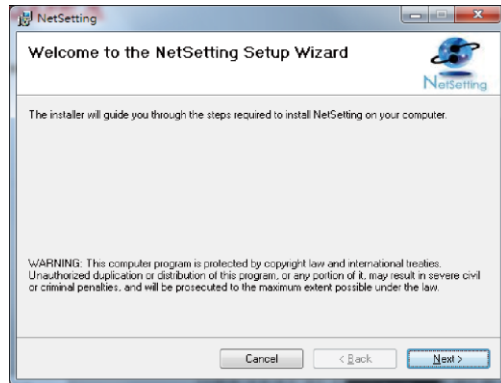 NetSetting
Welcome to the NetSetting Setup Wizard
NetSetting
The installer will guide you through the steps required to install NetSetting on your computer.
WARNING: This computer program is protected by copyright law and international treaties.
Unauthorized duplication or distribution of this program, or any portion of it, may result in severe civil
or criminal penalties, and will be prosecuted to the maximum extent possible under the law.
Cancel
< Back
Next >